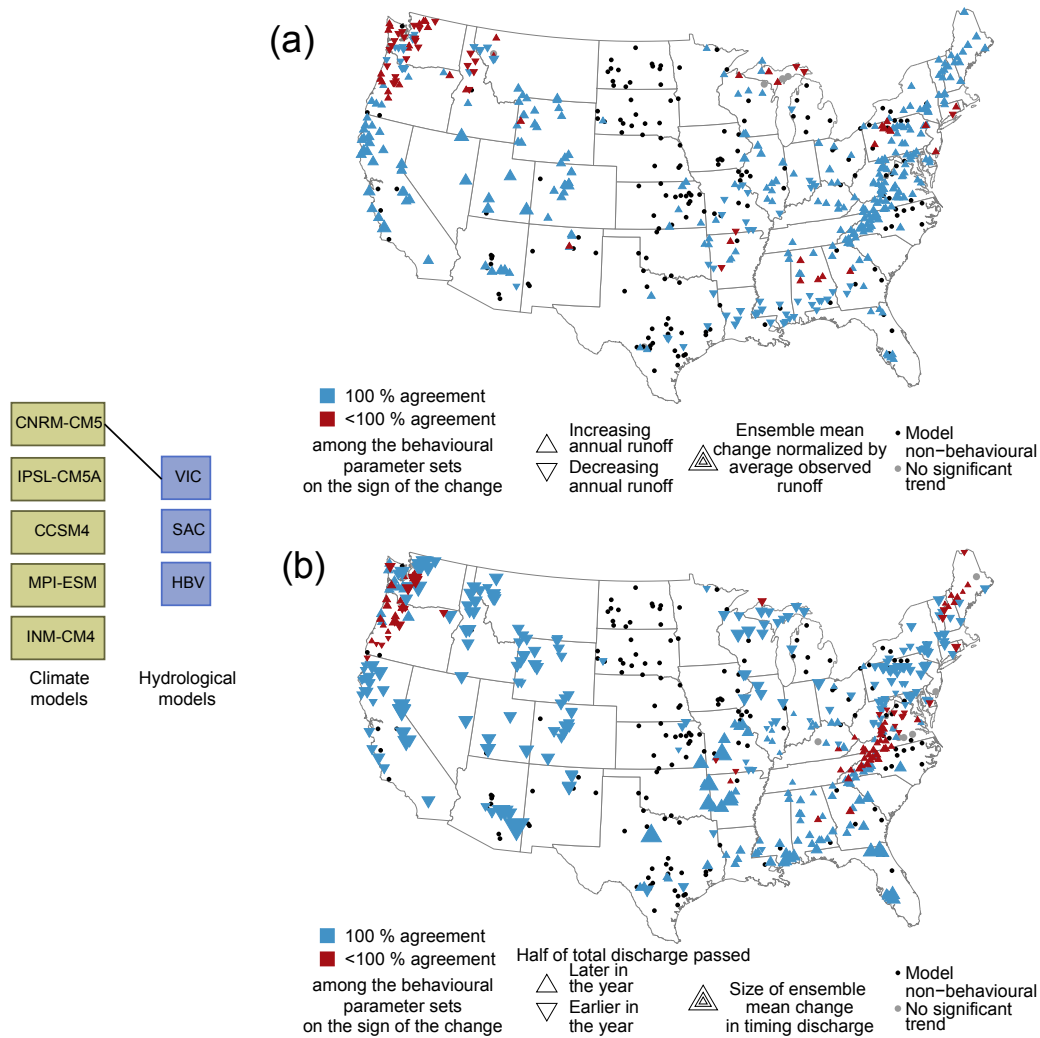 (a)
100 % agreement
<100 % agreement
among the behavioural
parameter sets
on the sign of the change
Increasing
annual runoff
Decreasing
annual runoff
Ensemble mean
change normalized by
average observed
runoff
Model
non−behavioural
No significant
trend
CNRM-CM5
IPSL-CM5A
CCSM4
MPI-ESM
INM-CM4
Climate
models
VIC
SAC
HBV
Hydrological
models
(b)
100 % agreement
<100 % agreement
among the behavioural
parameter sets
on the sign of the change
Half of total discharge passed
Later in
the year
Earlier in
the year
Size of ensemble
mean change
in timing discharge
Model
non−behavioural
No significant
trend